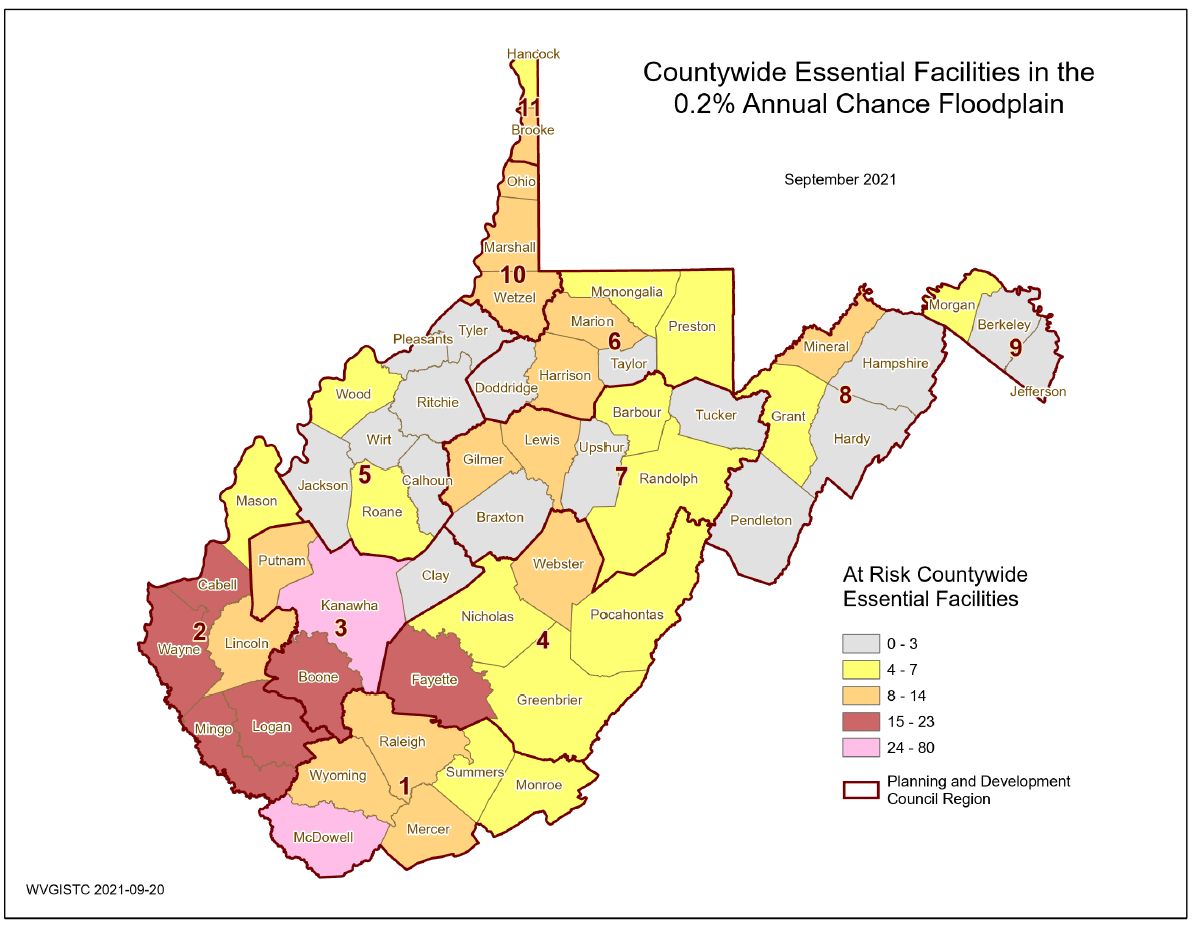 Countywide Essential Facilities in the
0.2% Annual Chance Floodplain
September 2021
Hancock
11
Brooke
Ohio
Marshall
10
Wetzel
Monongalia
Marion
Preston
6
Taylor
Harrison
Tyler
Pleasants
Doddridge
Ritchie
Wood
Wirt
Morgan
Berkeley
9
Jefferson
Mineral
Hampshire
8
Grant
Hardy
Barbour
Tucker
Lewis
Upshur
Gilmer
7
Randolph
5
Calhoun
Jackson
Roane
Braxton
Pendleton
Mason
Putnam
Clay
Webster
Cabell
Kanawha
3
Nicholas
Pocahontas
2
Wayne
Lincoln
4
Boone
Fayette
Greenbrier
Mingo
Logan
Raleigh
Wyoming
1
Summers
Monroe
McDowell
Mercer
At Risk Countywide
Essential Facilities
0 - 3
4 - 7
8 - 14
15 - 23
24 - 80
Planning and Development
Council Region
WVGISTC 2021-09-20